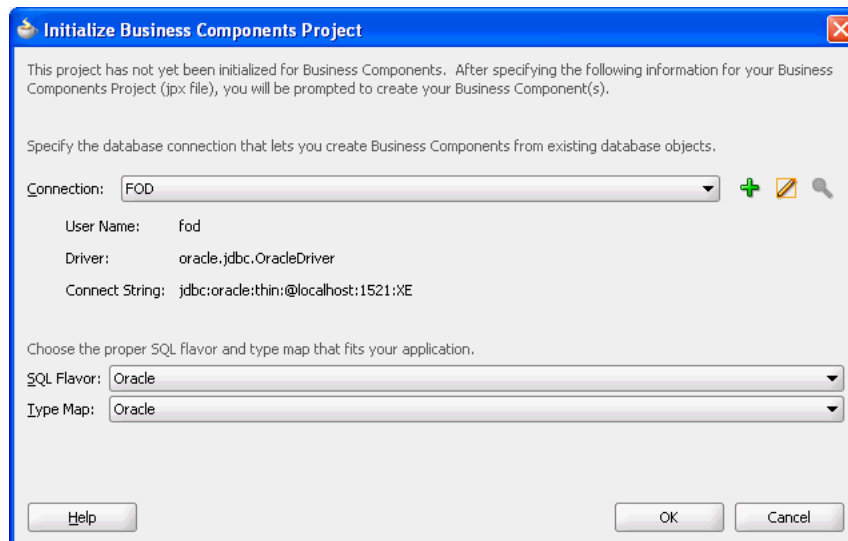 Initialize Business Components Project
This project has not yet been initialized for Business Components. After specifying the following information for your Business
Components Project (jpx file), you will be prompted to create your Business Component(s).
Specify the database connection that lets you create Business Components from existing database objects.
Connection: FOD
User Name: fod
Driver: oracle.jdbc.OracleDriver
Connect String: jdbc:oracle:thin:@localhost:1521:XE
Choose the proper SQL flavor and type map that fits your application.
SQL Flavor: Oracle
Type Map: Oracle
Help OK Cancel